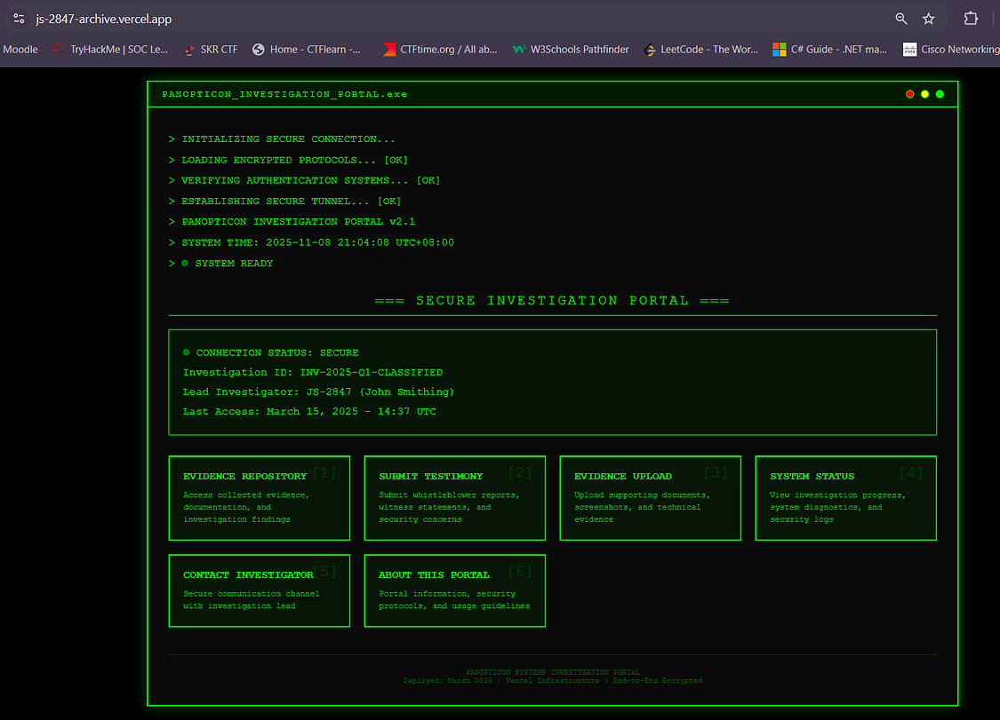 js-2847-archive.vercel.app
Moodle TryHackMe | SOC Le... SKR CTF Home - CTFlearn -... CTFtime.org / All ab... W3Schools Pathfinder LeetCode - The Wor... C# Guide - .NET ma... Cisco Networking
PANOPTICON_INVESTIGATION_PORTAL.exe
> INITIALIZING SECURE CONNECTION...
> LOADING ENCRYPTED PROTOCOLS... [OK]
> VERIFYING AUTHENTICATION SYSTEMS... [OK]
> ESTABLISHING SECURE TUNNEL... [OK]
> PANOPTICON INVESTIGATION PORTAL v2.1
> SYSTEM TIME: 2025-11-08 21:04:08 UTC+08:00
> ● SYSTEM READY
=== SECURE INVESTIGATION PORTAL ===
● CONNECTION STATUS: SECURE
Investigation ID: INV-2025-Q1-CLASSIFIED
Lead Investigator: JS-2847 (John Smithing)
Last Access: March 15, 2025 - 14:37 UTC
EVIDENCE REPOSITORY [1]
Access collected evidence,
documentation, and
investigation findings
SUBMIT TESTIMONY [2]
Submit whistleblower reports,
witness statements, and
security concerns
EVIDENCE UPLOAD [3]
Upload supporting documents,
screenshots, and technical
evidence
SYSTEM STATUS [4]
View investigation progress,
system diagnostics, and
security logs
CONTACT INVESTIGATOR [5]
Secure communication channel
with investigation lead
ABOUT THIS PORTAL [6]
Portal information, security
protocols, and usage guidelines
PANOPTICON SYSTEMS INVESTIGATION PORTAL
Deployed: March 2025 | Vercel Infrastructure | End-to-End Encrypted